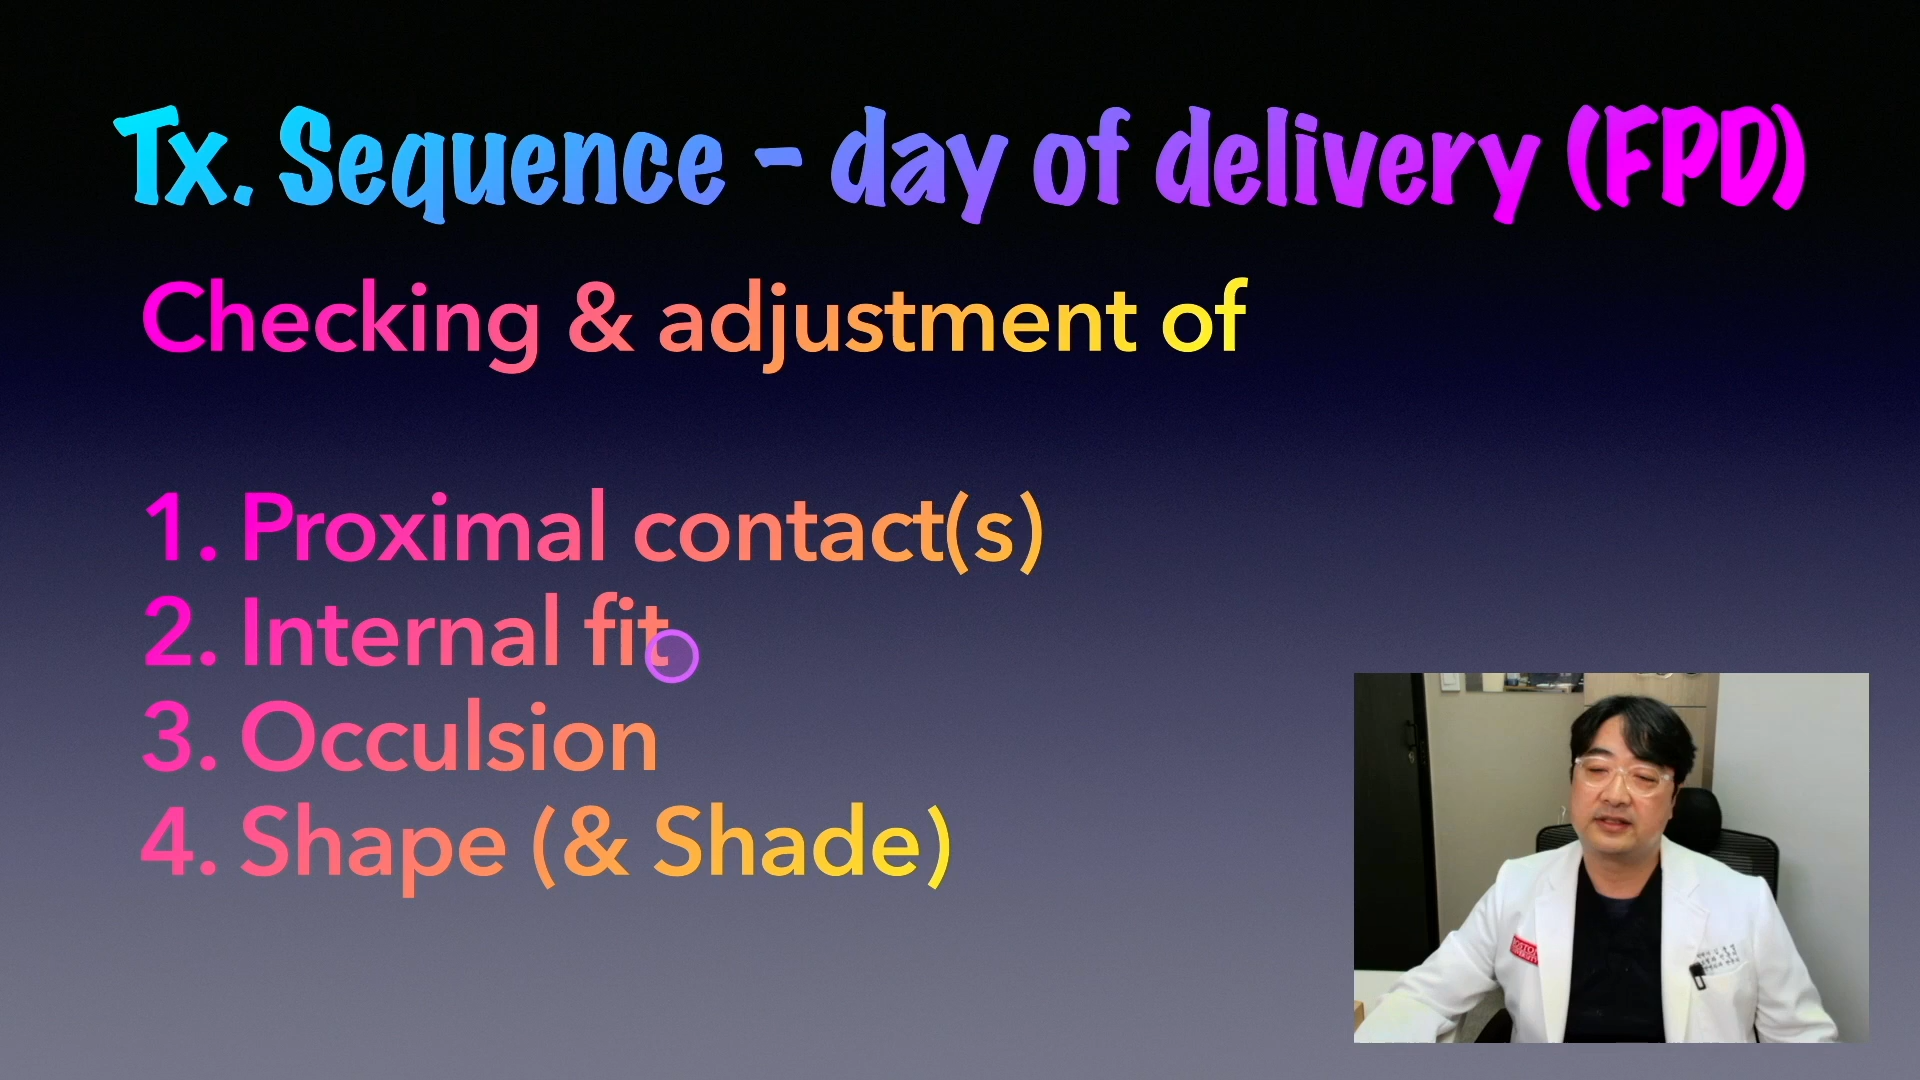 Tx. Sequence - day of delivery (FPD)
Checking & adjustment of
1. Proximal contact(s)
2. Internal fit
3. Occulsion
4. Shape (& Shade)